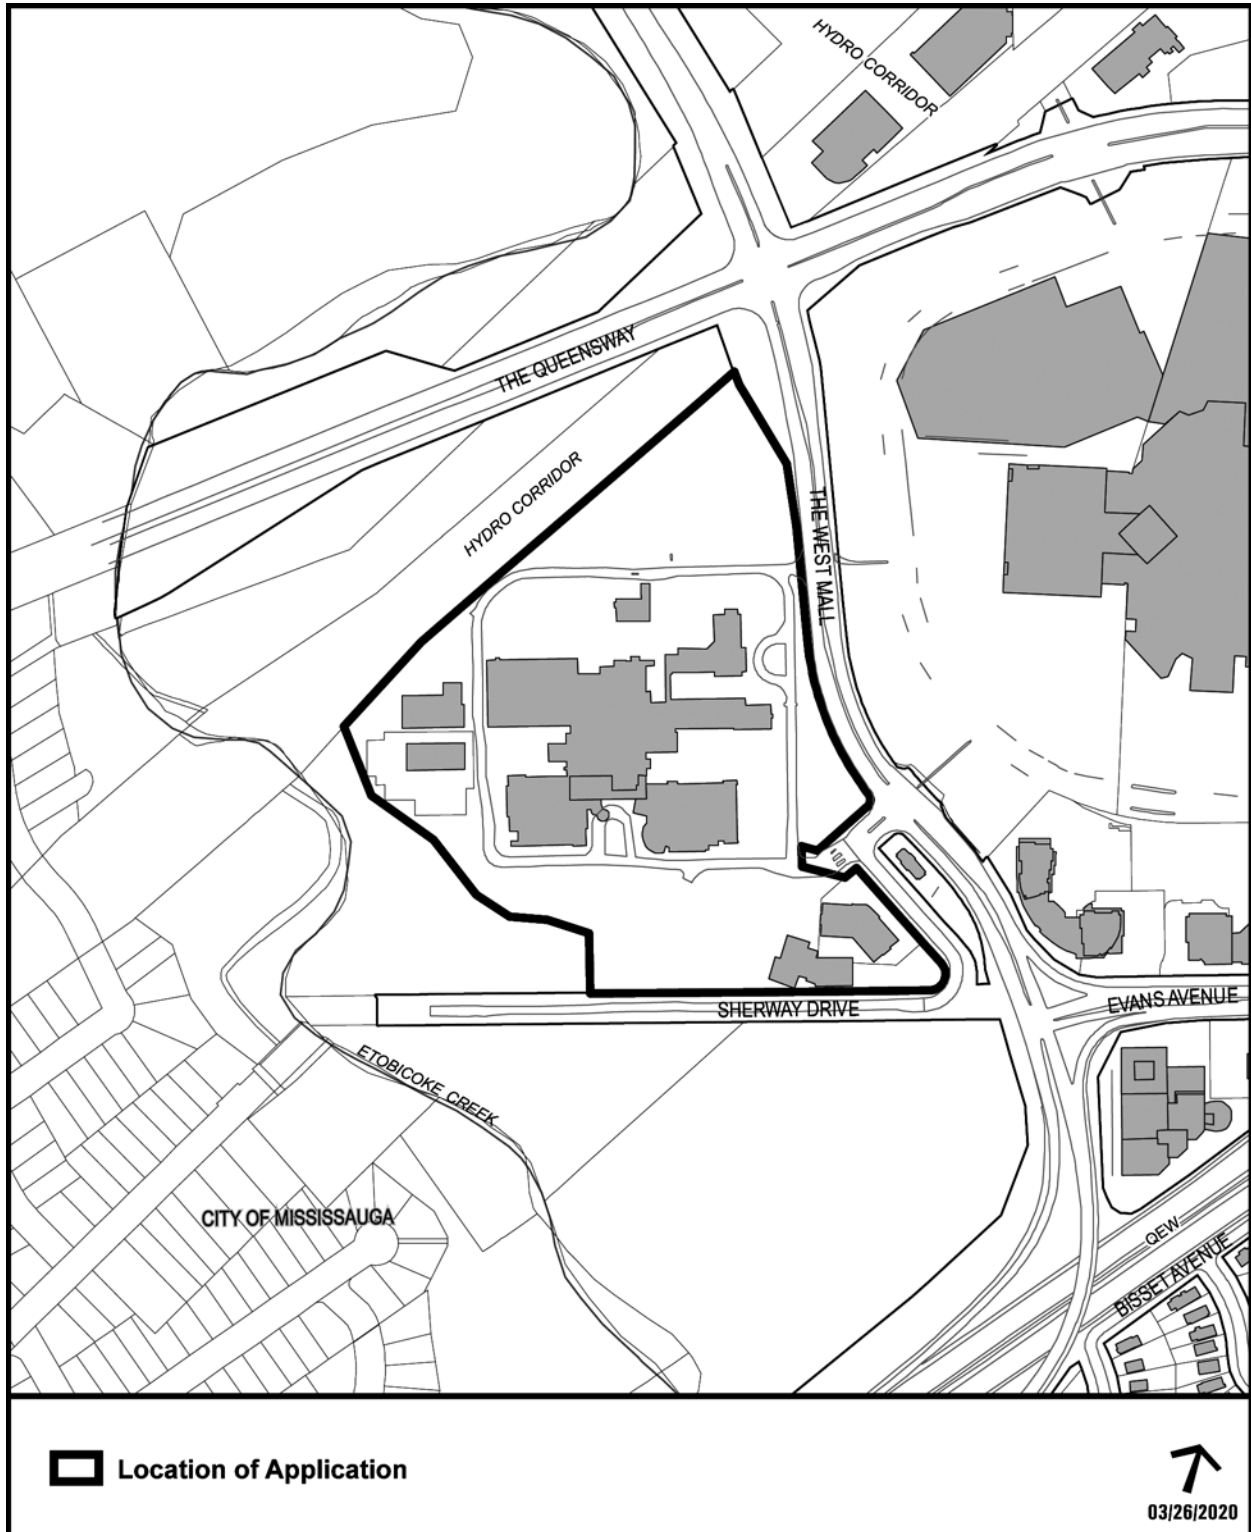 HYDRO CORRIDOR
THE QUEENSWAY
HYDRO CORRIDOR
THE WEST MALL
SHERWAY DRIVE
EVANS AVENUE
ETOBICOKE CREEK
CITY OF MISSISSAUGA
QEW
BISSET AVENUE
Location of Application
03/26/2020